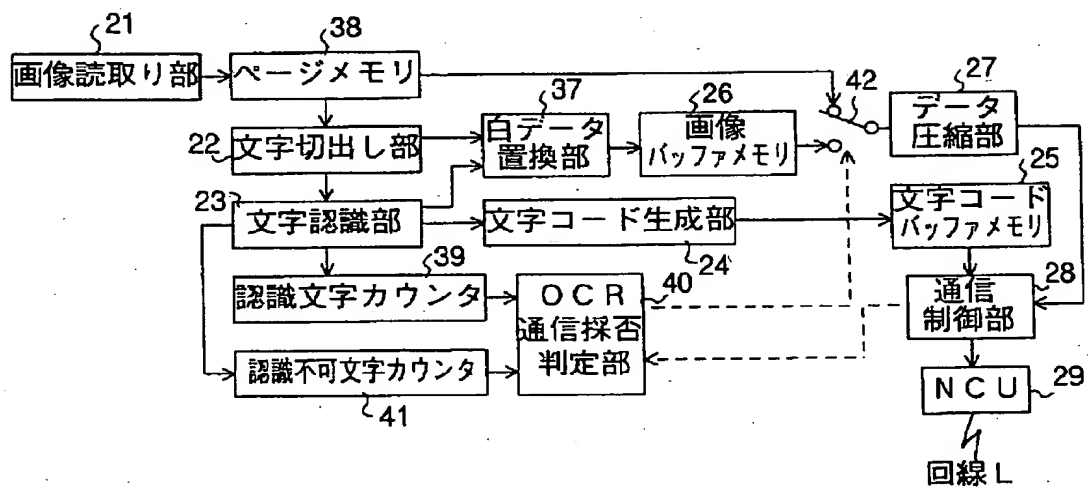 21
画像読取り部
38
ページメモリ
22
文字切出し部
37
白データ
置換部
26
画像
バッファメモリ
42
27
データ
圧縮部
23
文字認識部
文字コード生成部
24
25
文字コード
バッファメモリ
39
認識文字カウンタ
40
OCR
通信採否
判定部
28
通信
制御部
認識不可文字カウンタ
41
NCU
29
回線L